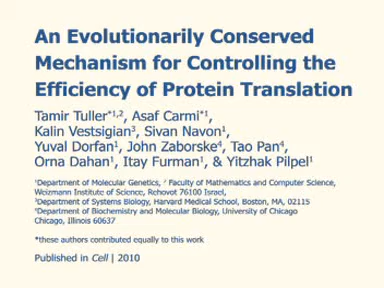 An Evolutionarily Conserved
Mechanism for Controlling the
Efficiency of Protein Translation
Tamir Tuller*1,2, Asaf Carmi*1,
Kalin Vestsigian3, Sivan Navon1,
Yuval Dorfan1, John Zaborske4, Tao Pan4,
Orna Dahan1, Itay Furman1, & Yitzhak Pilpel1
1Department of Molecular Genetics, 2 Faculty of Mathematics and Computer Science,
Weizmann Institute of Science, Rehovot 76100 Israel,
3Department of Systems Biology, Harvard Medical School, Boston, MA, 02115
4Department of Biochemistry and Molecular Biology, University of Chicago
Chicago, Illinois 60637
*these authors contributed equally to this work
Published in Cell | 2010